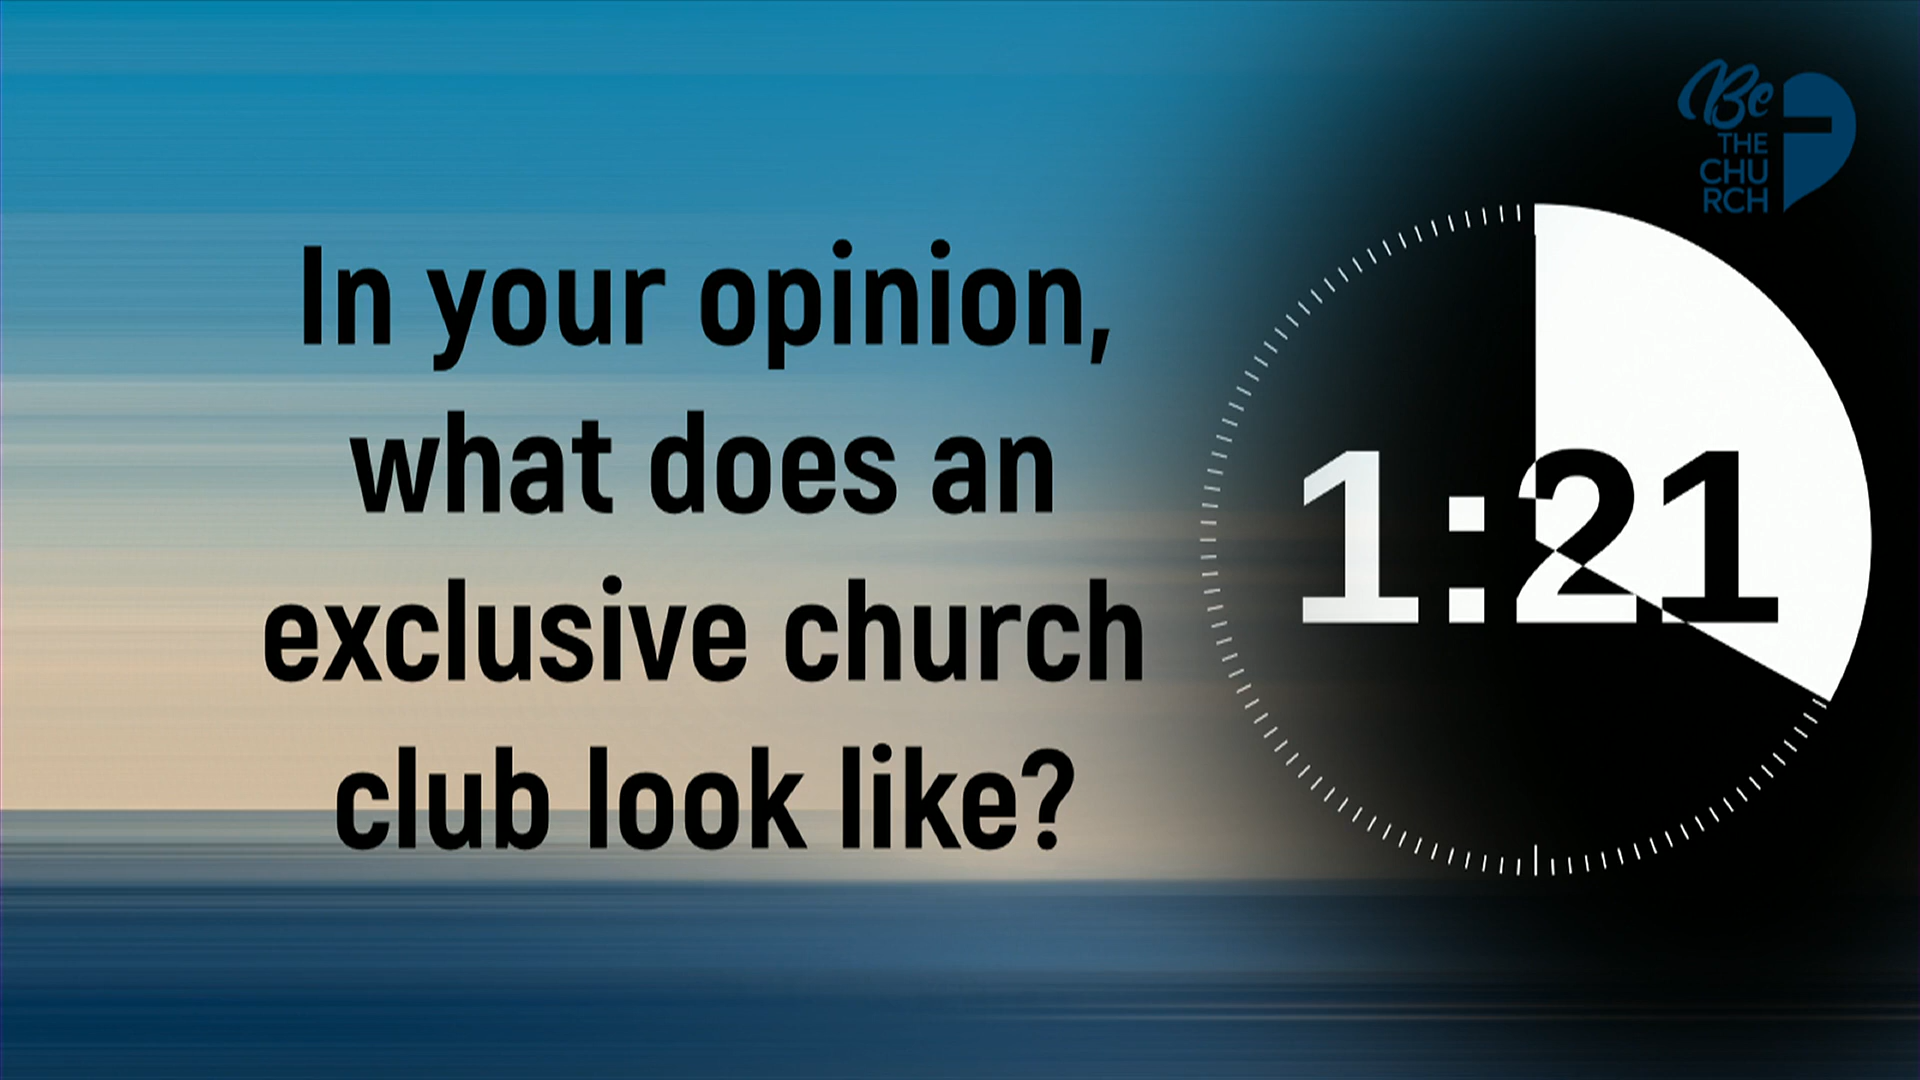 In your opinion,
what does an
exclusive church
club look like?
1:21
Be
THE
CHU
RCH